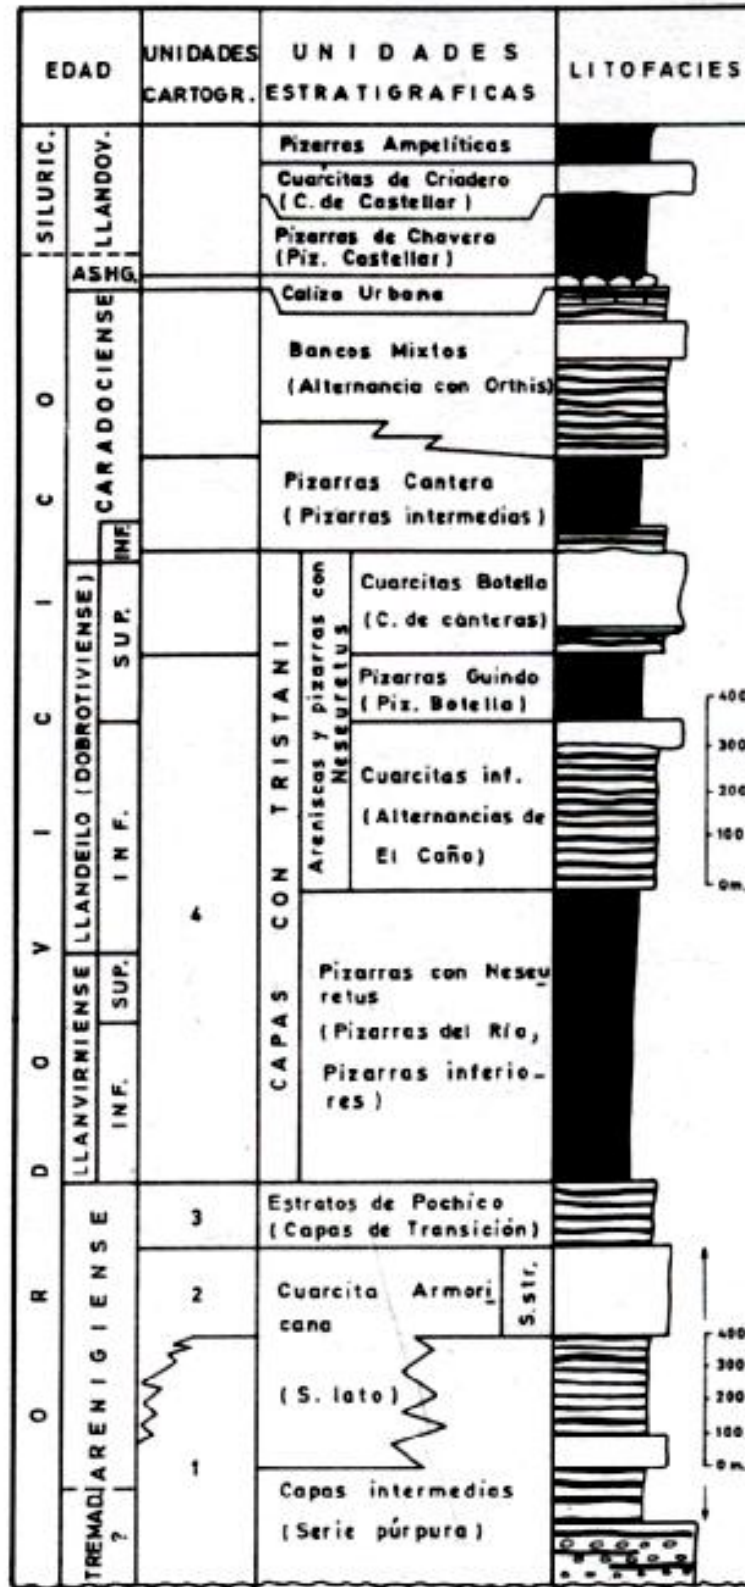 EDAD
UNIDADES
CARTOGR.
UNIDADES
ESTRATIGRAFICAS
LITOFACIES
SILURIC.
LLANDOV.
Pizarras Ampelíticas
Cuarcitas de Criadero
(C. de Castellar)
Pizarras de Chavera
(Piz. Castellar)
ORDOVICICO
ASHG.
Caliza Urbana
CARADOCIENSE
Bancos Mixtos
(Alternancia con Orthis)
Pizarras Cantera
(Pizarras intermedias)
INF.
LLANDEILO (DOBROTIVIENSE)
SUP.
INF.
CAPAS CON TRISTANI
Areniscas y pizarras con
Neseuretus
Cuarcitas Botella
(C. de canteras)
Pizarras Guindo
(Piz. Botella)
Cuarcitas inf.
(Alternancias de
El Caño)
400
300
200
100
0m.
4
LLANVIRNIENSE
SUP.
INF.
Pizarras con Neseu
retus
(Pizarras del Río,
Pizarras inferio-
res)
ARENIGIENSE
3
Estratos de Pochico
(Capas de Transición)
2
Cuarcita Armori
cana
S. str.
(S. lato)
400
300
200
100
0m
1
TREMAD.
?
Capas intermedias
(Serie púrpura)